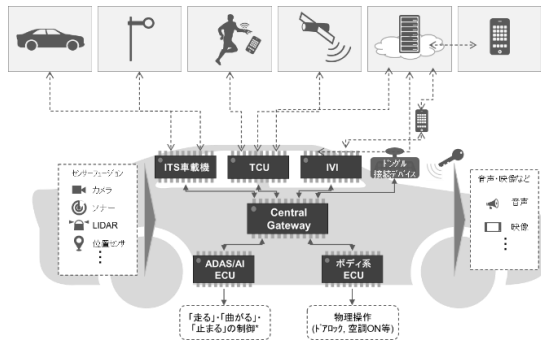 ITS車載機
TCU
IVI
ドングル
接続デバイス
センサフュージョン
カメラ
ソナー
LIDAR
位置センサ
Central
Gateway
音声・映像など
音声
映像
ADAS/AI
ECU
ボディ系
ECU
「走る」・「曲がる」・
「止まる」の制御*
物理操作
(ドアロック, 空調ON等)